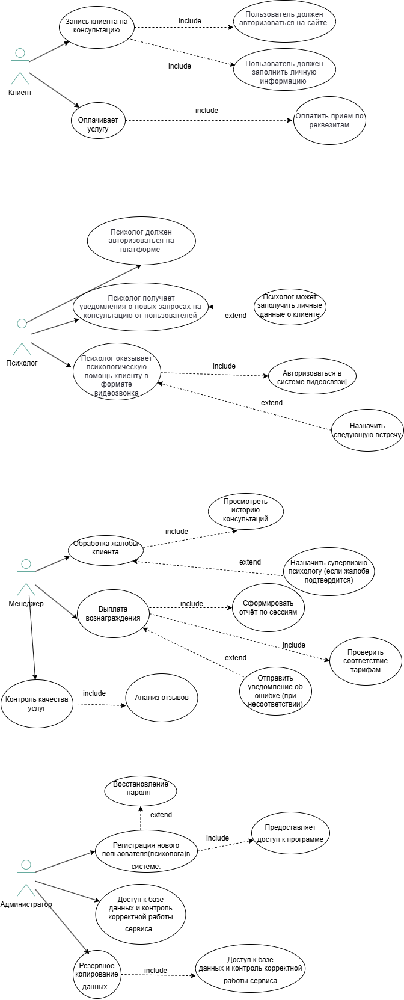 Запись клиента на
консультацию
include
Пользователь должен
авторизоваться на сайте
include
Пользователь должен
заполнить личную
информацию
Клиент
Оплачивает
услугу
include
Оплатить прием по
реквезитам
Психолог должен
авторизоваться на
платформе
Психолог получает
уведомления о новых запросах на
консультацию от пользователей
extend
Психолог может
заполучить личные
данные о клиенте
Психолог
Психолог оказывает
психологическую
помощь клиенту в
формате
видеозвонка
include
Авторизоваться в
системе видеосвязи|
extend
Назначить
следующую встречу
Просмотреть
историю
консультаций
include
Обработка жалобы
клиента
extend
Назначить супервизию
психологу (если жалоба
подтвердится)
Менеджер
Выплата
вознаграждения
include
Сформировать
отчёт по сессиям
include
Проверить
соответствие
тарифам
extend
Отправить
уведомление об
ошибке (при
несоответствии)
Контроль качества
услуг
include
Анализ отзывов
Восстановление
пароля
extend
Регистрация нового
пользователя(психолога)в
системе.
include
Предоставляет
доступ к программе
Администратор
Доступ к базе
данных и контроль
корректной работы
сервиса.
Резервное
копирование
данных
include
Доступ к базе
данных и контроль корректной
работы сервиса